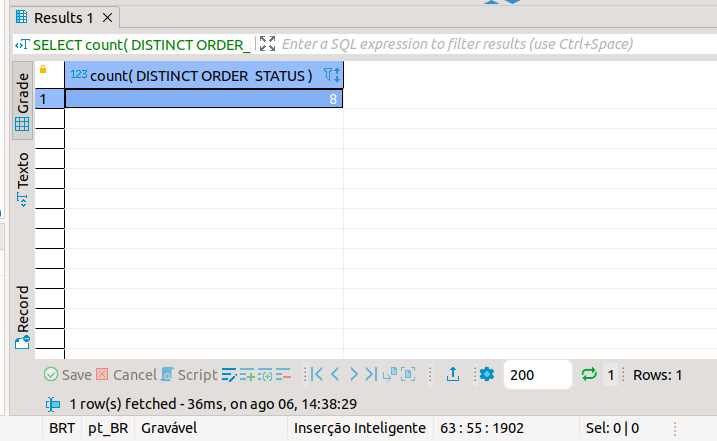 Results 1
SELECT count( DISTINCT ORDER_ Enter a SQL expression to filter results (use Ctrl+Space)
Grade
Texto
Record
123 count( DISTINCT ORDER_STATUS )
1 8
Save Cancel Script 200 1 Rows: 1
1 row(s) fetched - 36ms, on ago 06, 14:38:29
BRT pt_BR Gravável Inserção Inteligente 63 : 55 : 1902 Sel: 0 | 0